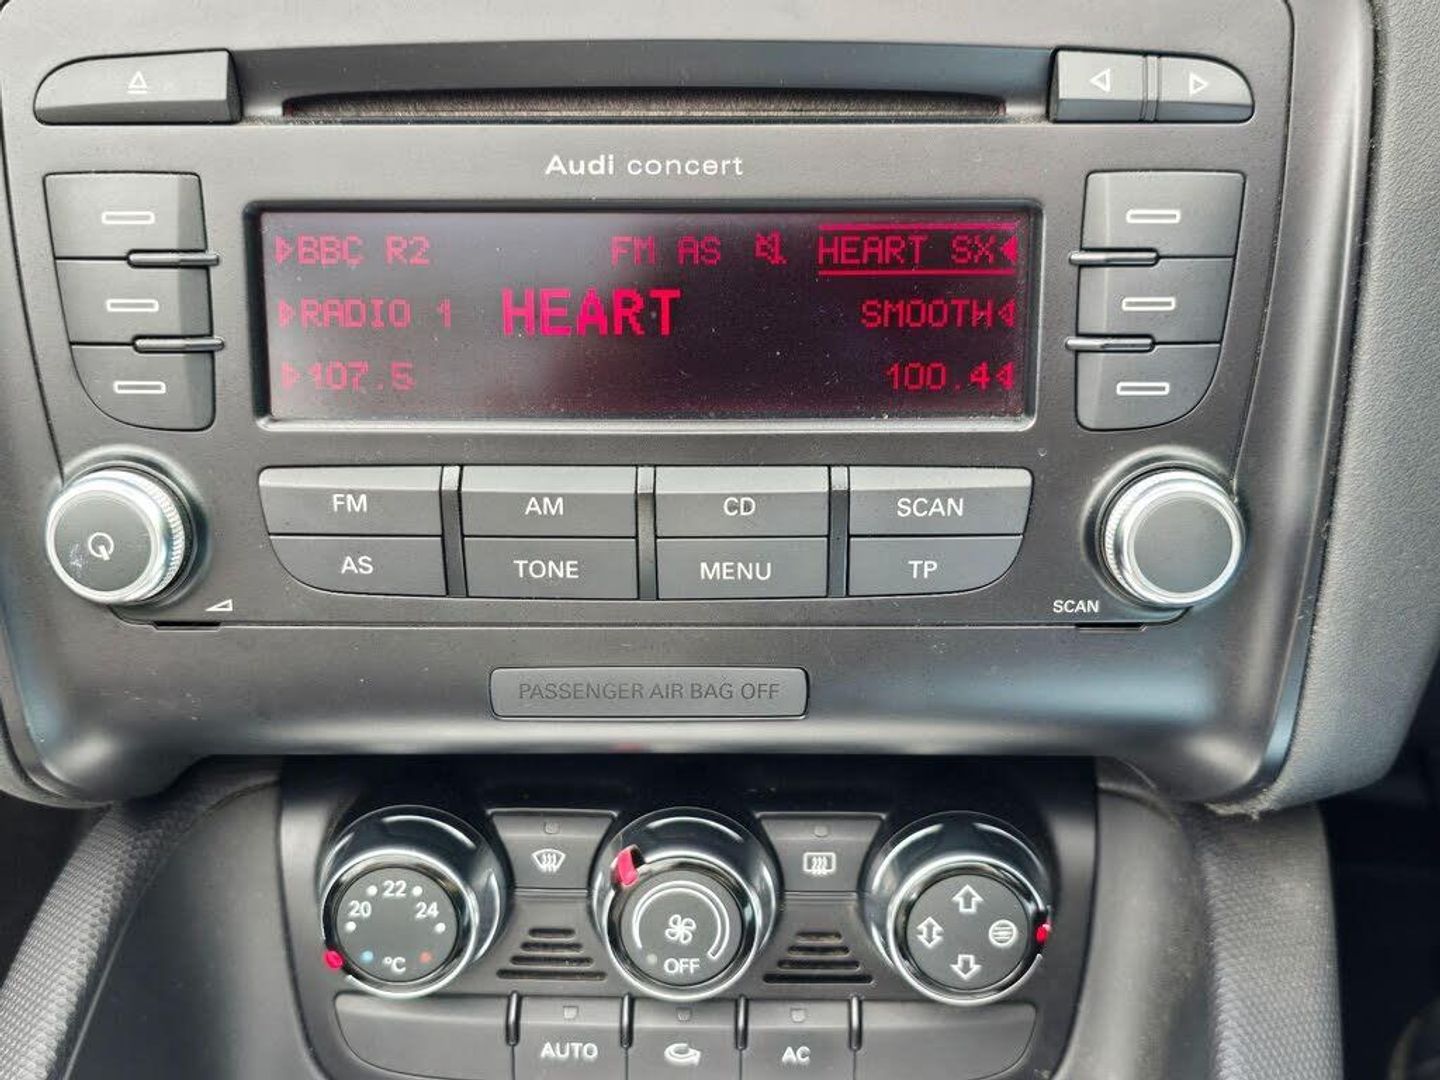 Audi concert
BBC R2 FM AS HEART SX
RADIO 1 HEART SMOOTH
107.5 100.4
FM AM CD SCAN
AS TONE MENU TP
SCAN
PASSENGER AIR BAG OFF
22
20 24
°C
OFF
AUTO AC